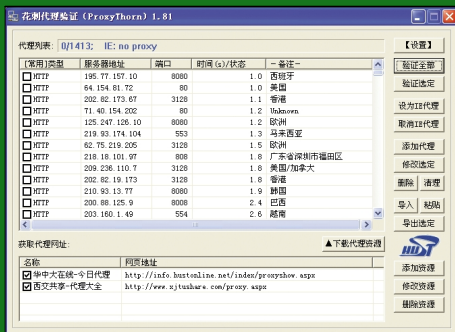 花刺代理验证 (ProxyThorn) 1.81
代理列表: 0/1413; IE: no proxy
【设置】
[常用]类型 服务器地址 端口 时间(s)/状态 -备注-
HTTP 195.77.157.10 8080 1.0 西班牙
HTTP 64.154.81.72 80 1.0 美国
HTTP 202.82.173.67 3128 1.1 香港
HTTP 71.40.154.202 80 1.2 Unknown
HTTP 125.247.126.10 8080 1.2 欧洲
HTTP 219.93.174.104 553 1.3 马来西亚
HTTP 62.75.219.205 3128 1.5 欧洲
HTTP 218.18.101.97 808 1.8 广东省深圳市福田区
HTTP 209.236.110.7 3128 1.8 美国/加拿大
HTTP 202.82.19.173 3128 1.8 香港
HTTP 210.93.13.77 8080 1.9 韩国
HTTP 200.88.125.9 8008 2.4 巴西
HTTP 203.160.1.49 554 2.6 越南
验证全部
验证选定
设为IE代理
取消IE代理
添加代理
修改选定
删除 清理
导入 粘贴
导出选定
获取代理网址:
▲下载代理资源
HUST
名称 网页地址
华中大在线-今日代理 http://info.hustonline.net/index/proxyshow.aspx
西交共享-代理大全 http://www.xjtushare.com/proxy.aspx
添加资源
修改资源
删除资源